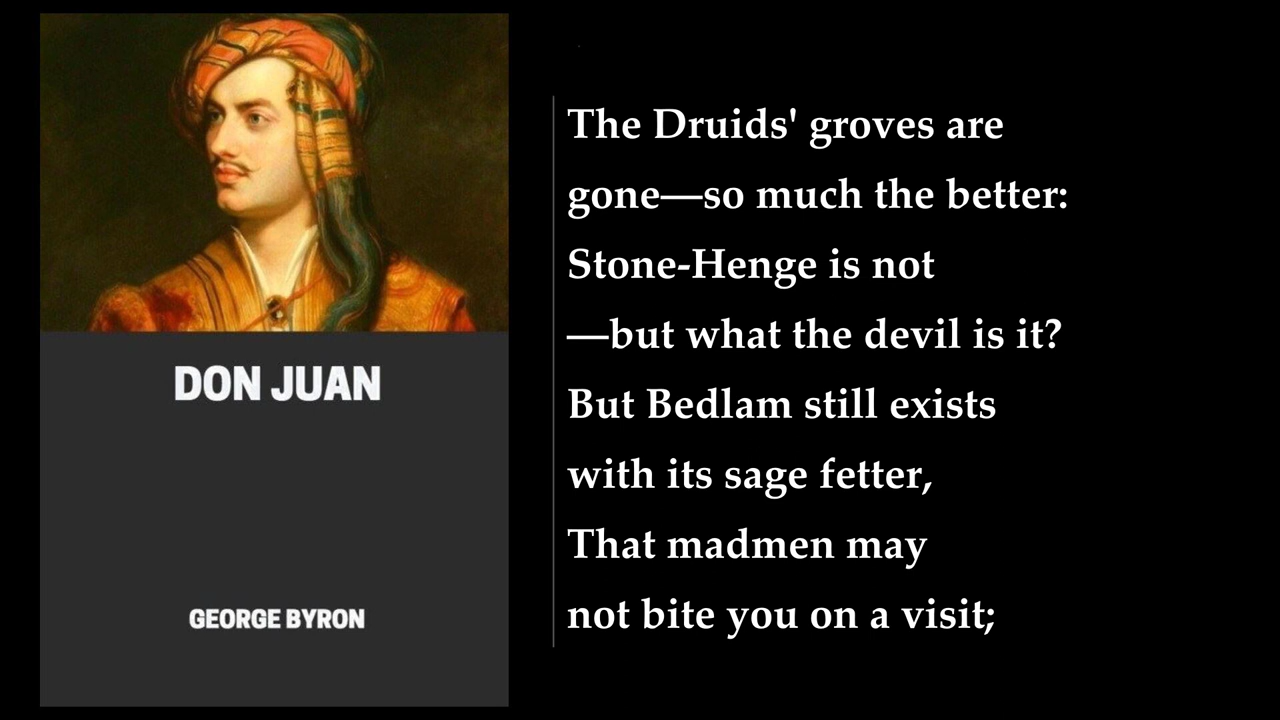 DON JUAN
GEORGE BYRON
The Druids' groves are
gone—so much the better:
Stone-Henge is not
—but what the devil is it?
But Bedlam still exists
with its sage fetter,
That madmen may
not bite you on a visit;